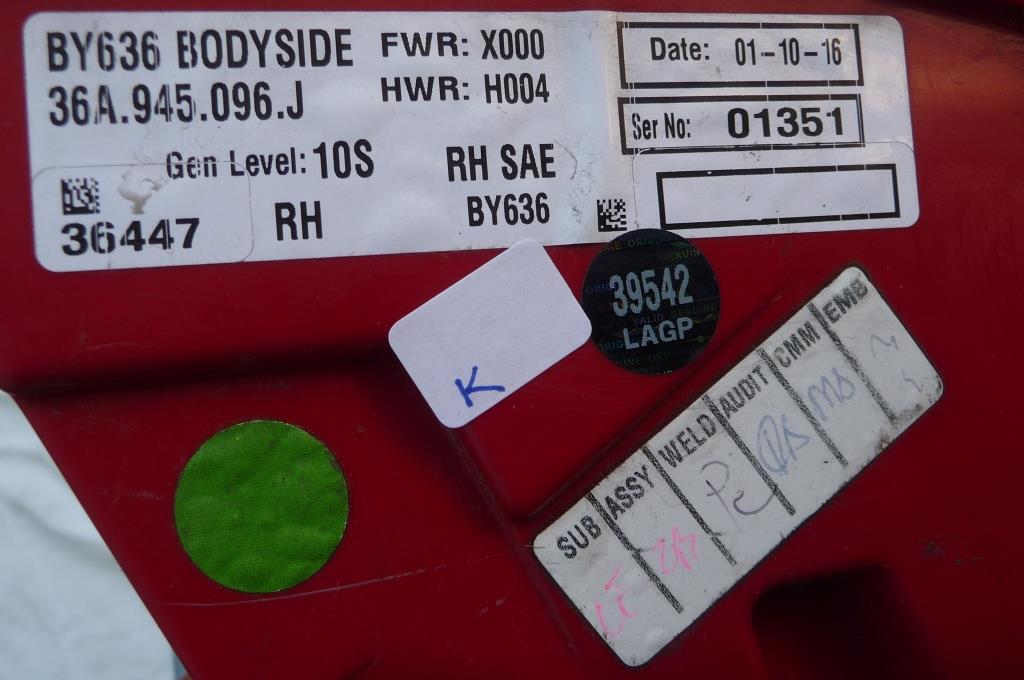 BY636 BODYSIDE FWR: X000
36A.945.096.J HWR: H004
Date: 01-10-16
Ser No: 01351
Gen Level: 10S RH SAE
36447 RH BY636
39542
LAGP
K
SUB ASSY WELD AUDIT CMM EMB